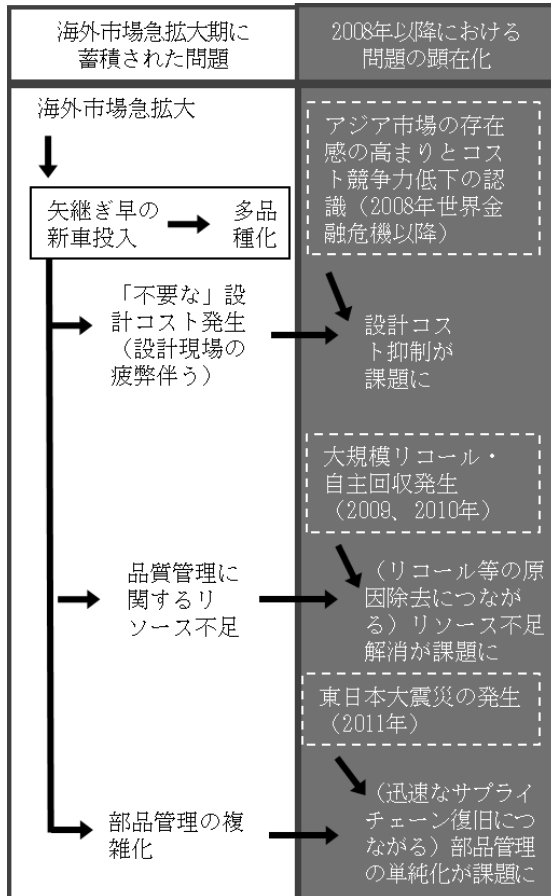 海外市場急拡大期に
蓄積された問題
2008年以降における
問題の顕在化
海外市場急拡大
矢継ぎ早の
新車投入
多品
種化
「不要な」設
計コスト発生
（設計現場の
疲弊伴う）
品質管理に
関するリ
ソース不足
部品管理の複
雑化
アジア市場の存在
感の高まりとコス
ト競争力低下の認
識（2008年世界金
融危機以降）
設計コス
ト抑制が
課題に
大規模リコール・
自主回収発生
（2009、2010年）
（リコール等の原
因除去につなが
る）リソース不足
解消が課題に
東日本大震災の発生
（2011年）
（迅速なサプライ
チェーン復旧につ
ながる）部品管理
の単純化が課題に